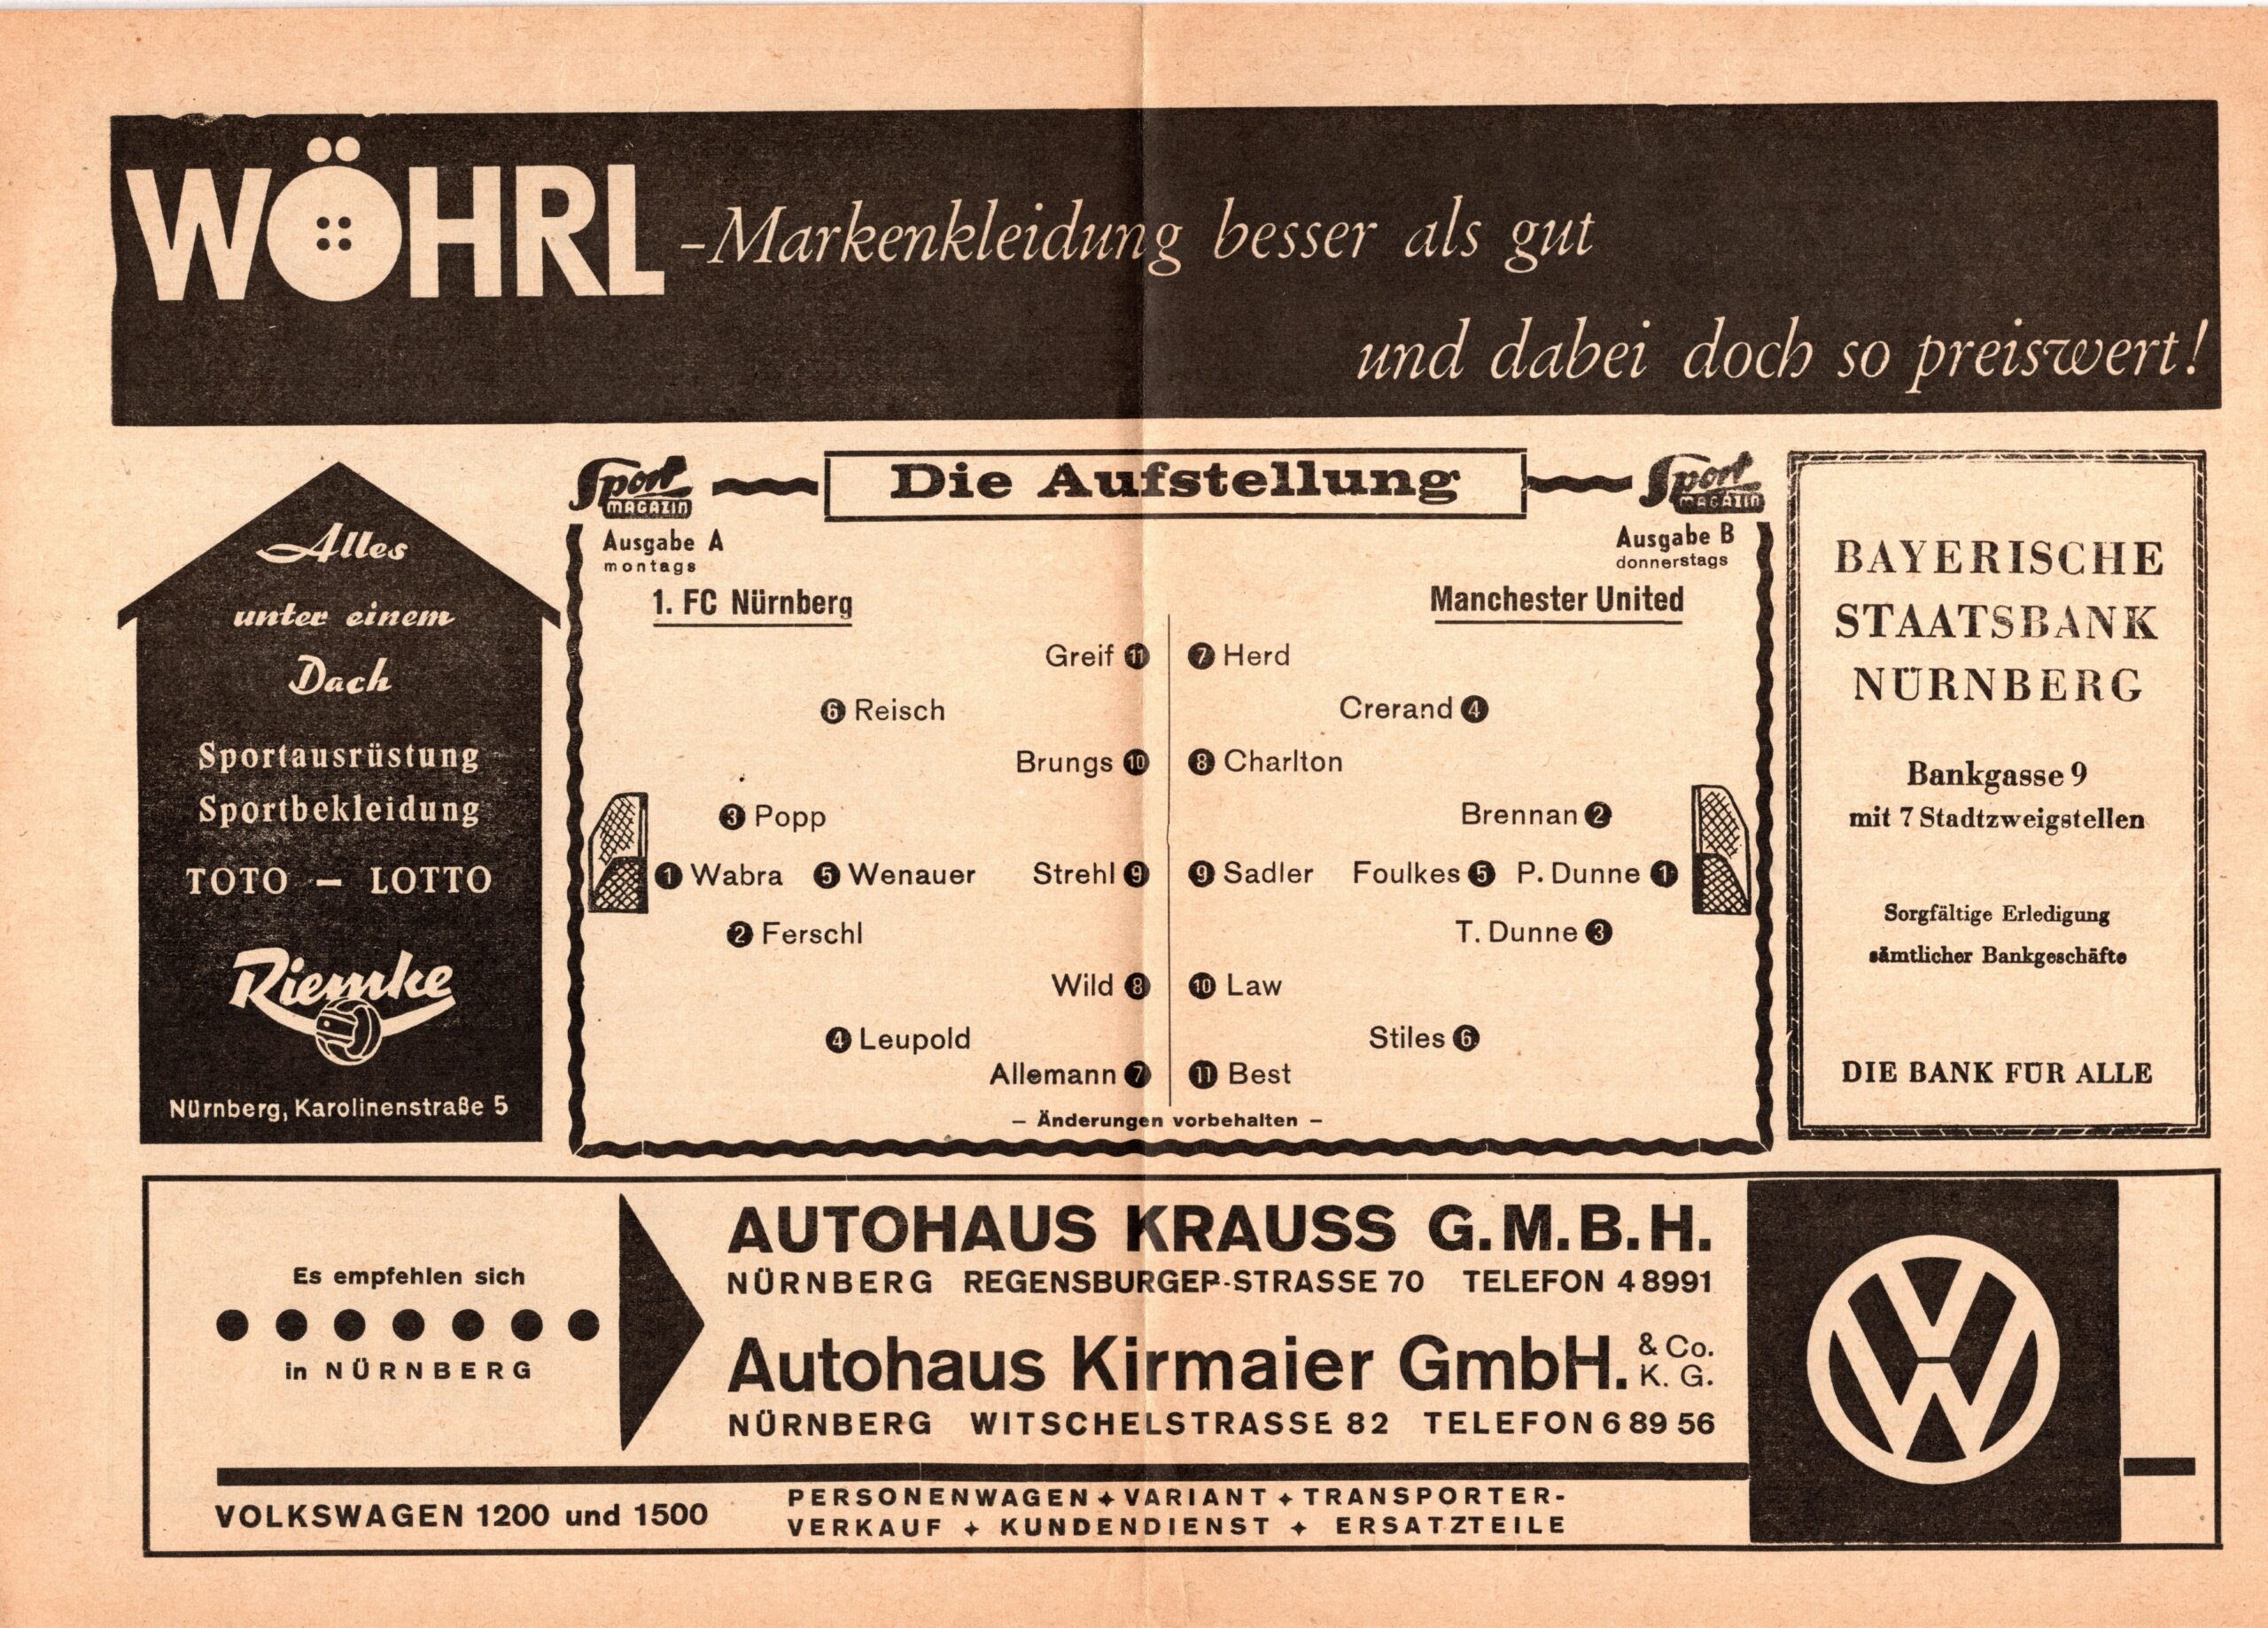 WÖHRL -Markenkleidung besser als gut
und dabei doch so preiswert!
Alles
unter einem
Dach
Sportausrüstung
Sportbekleidung
TOTO – LOTTO
Riemke
Nürnberg, Karolinenstraße 5
Sport MAGAZIN
Die Aufstellung
Sport MAGAZIN
Ausgabe A
montags
Ausgabe B
donnerstags
1. FC Nürnberg
Manchester United
Greif 11 7 Herd
6 Reisch Crerand 4
Brungs 10 8 Charlton
3 Popp Brennan 2
1 Wabra 5 Wenauer Strehl 9 9 Sadler Foulkes 5 P. Dunne 1
2 Ferschl T. Dunne 3
Wild 8 10 Law
4 Leupold Stiles 6
Allemann 7 11 Best
– Änderungen vorbehalten –
BAYERISCHE
STAATSBANK
NÜRNBERG
Bankgasse 9
mit 7 Stadtzweigstellen
Sorgfältige Erledigung
sämtlicher Bankgeschäfte
DIE BANK FÜR ALLE
Es empfehlen sich
in NÜRNBERG
AUTOHAUS KRAUSS G.M.B.H.
NÜRNBERG REGENSBURGER-STRASSE 70 TELEFON 4 8991
Autohaus Kirmaier GmbH. & Co. K. G.
NÜRNBERG WITSCHELSTRASSE 82 TELEFON 6 89 56
VW
VOLKSWAGEN 1200 und 1500
PERSONENWAGEN + VARIANT + TRANSPORTER-
VERKAUF + KUNDENDIENST + ERSATZTEILE